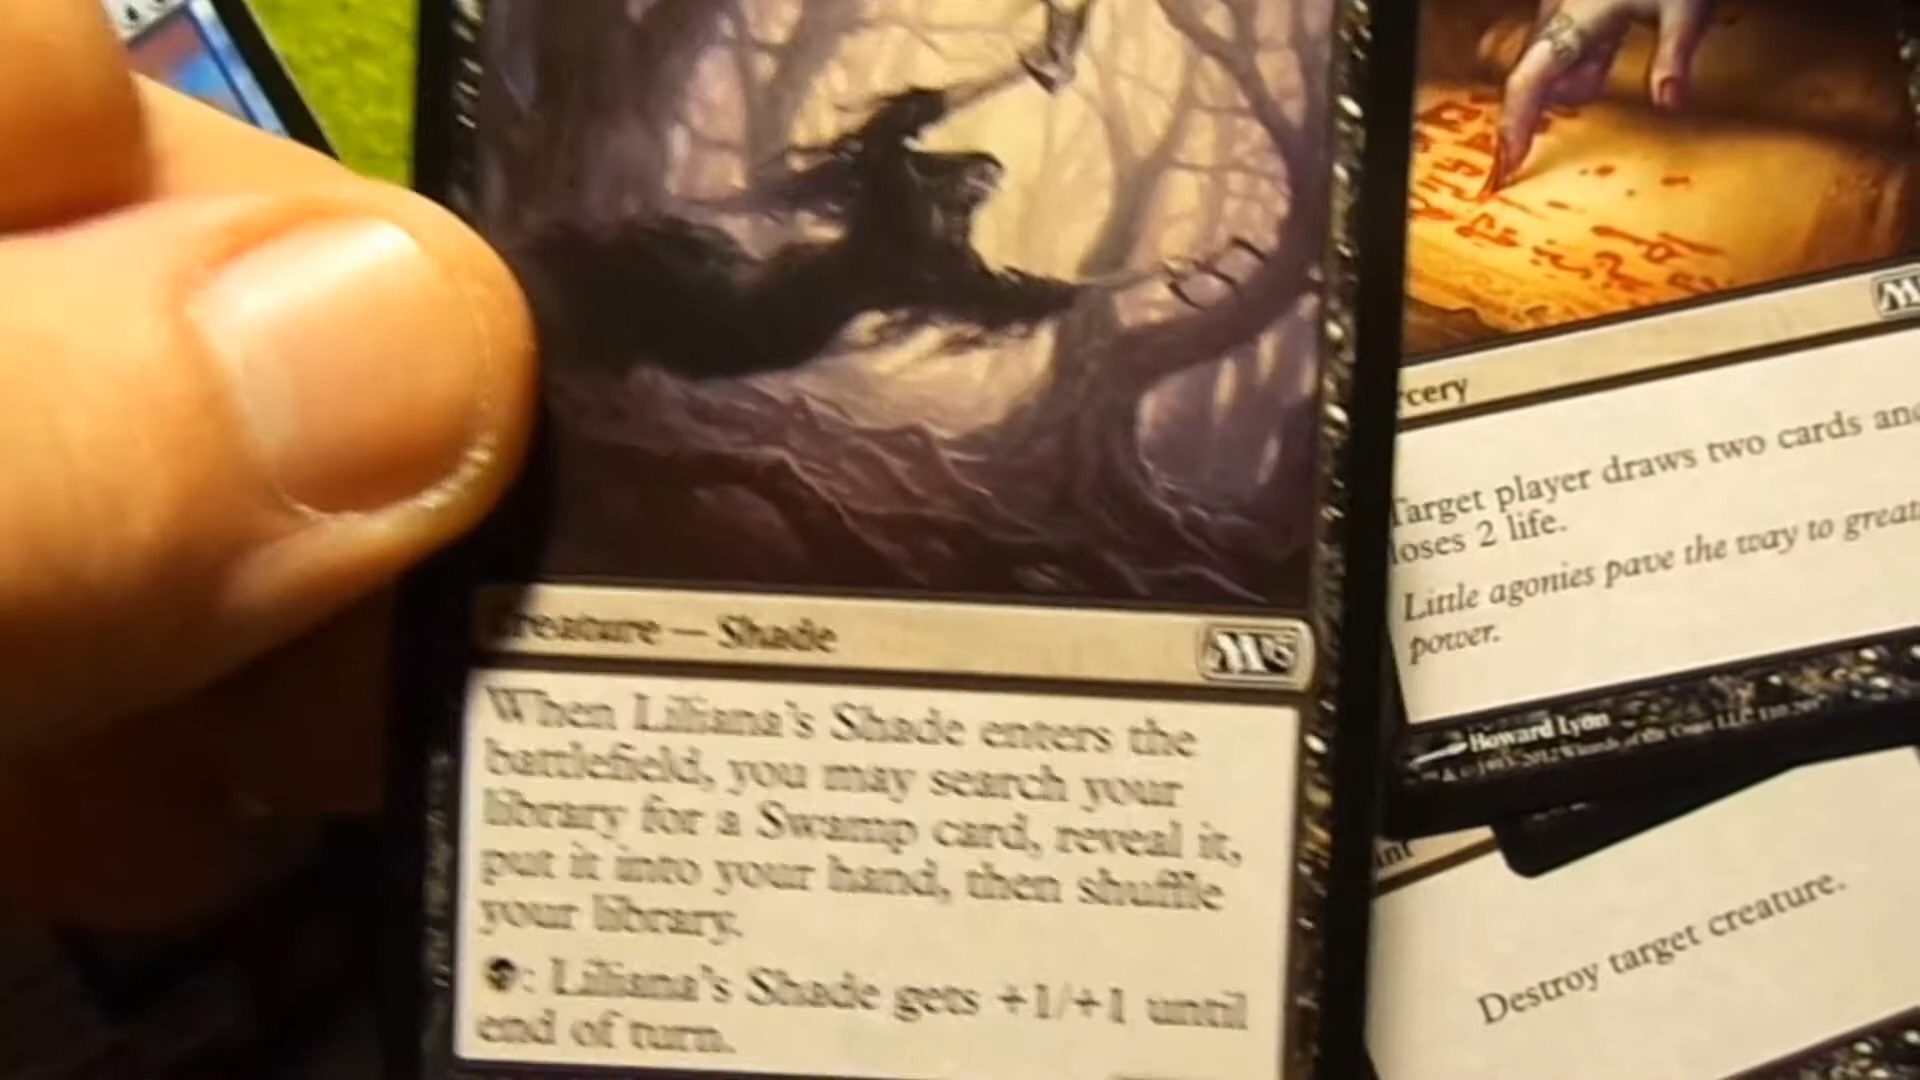 Creature — Shade
When Liliana's Shade enters the
battlefield, you may search your
library for a Swamp card, reveal it,
put it into your hand, then shuffle
your library.
: Liliana's Shade gets +1/+1 until
end of turn.
rcery
Target player draws two cards and
loses 2 life.
Little agonies pave the way to great
power.
Howard Lyon
Destroy target creature.